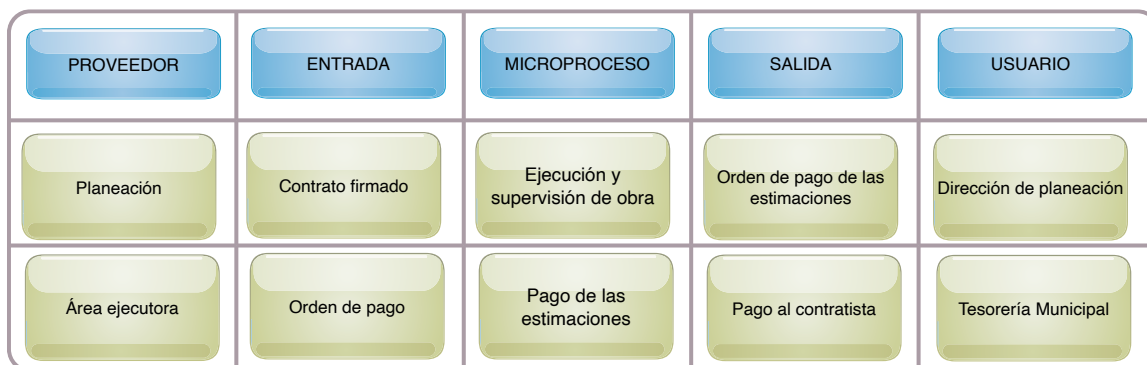 PROVEEDOR
ENTRADA
MICROPROCESO
SALIDA
USUARIO
Planeación
Contrato firmado
Ejecución y
supervisión de obra
Orden de pago de las
estimaciones
Dirección de planeación
Área ejecutora
Orden de pago
Pago de las
estimaciones
Pago al contratista
Tesorería Municipal